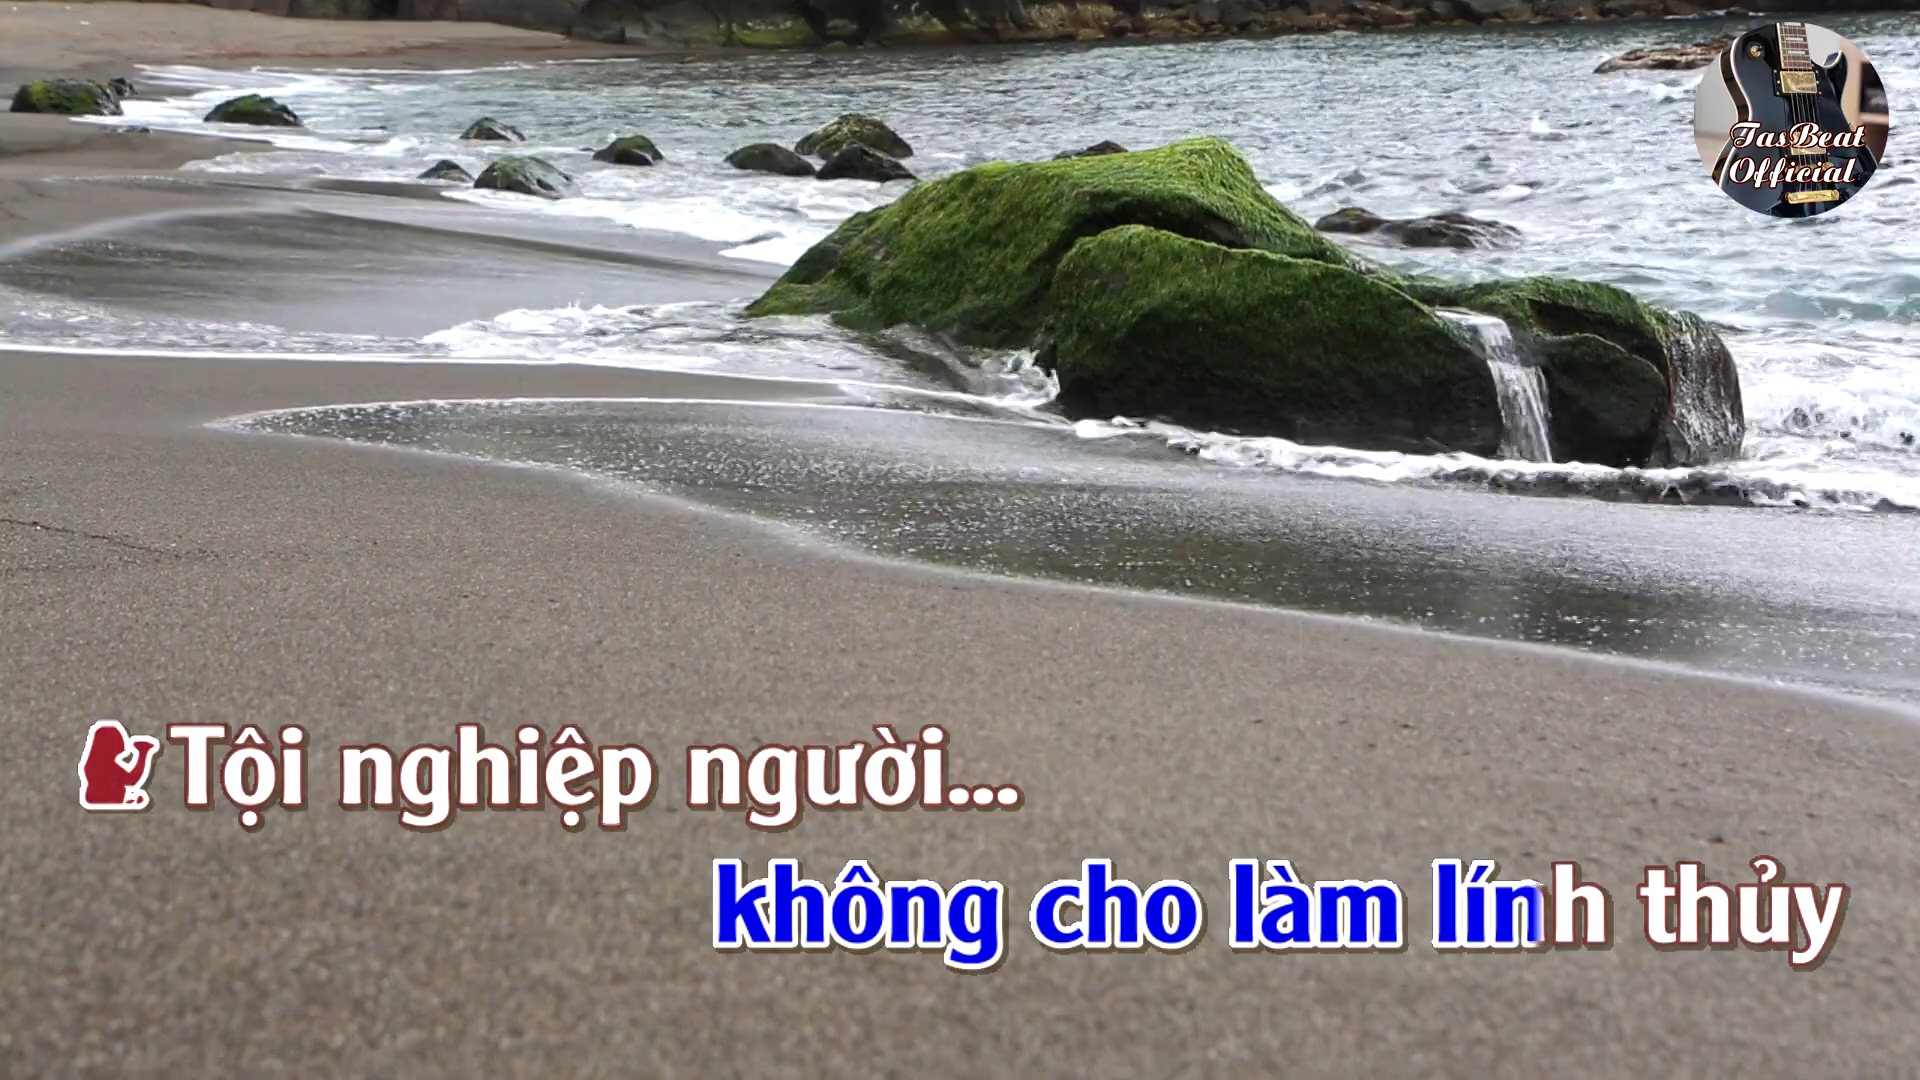 TasBeat
Official
Tội nghiệp người...
không cho làm lính thủy